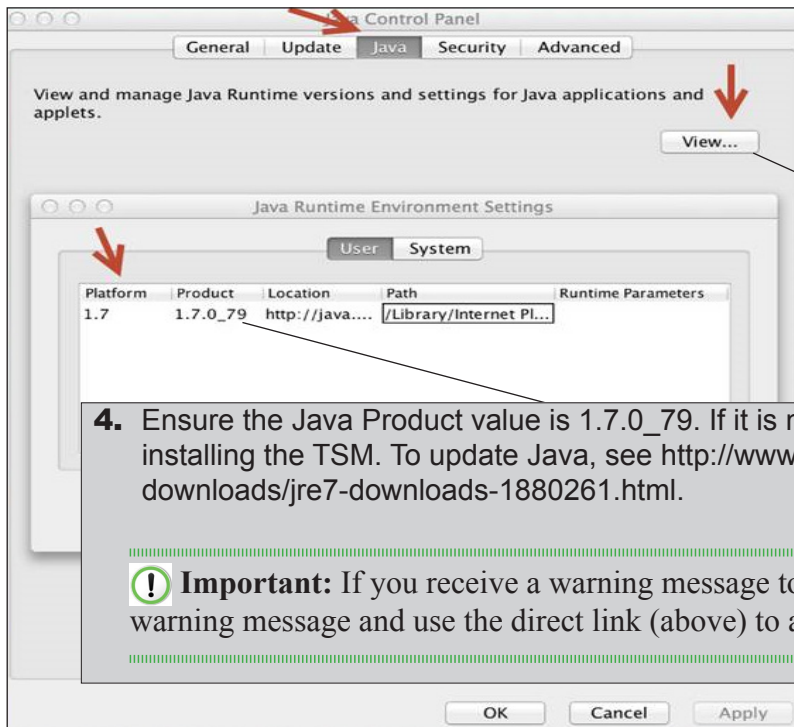 Java Control Panel
General Update Java Security Advanced
View and manage Java Runtime versions and settings for Java applications and
applets.
View...
Java Runtime Environment Settings
User System
Platform Product Location Path Runtime Parameters
1.7 1.7.0_79 http://java.... /Library/Internet Pl...
4. Ensure the Java Product value is 1.7.0_79. If it is
installing the TSM. To update Java, see http://www
downloads/jre7-downloads-1880261.html.
Important: If you receive a warning message to
warning message and use the direct link (above) to a
OK Cancel Apply